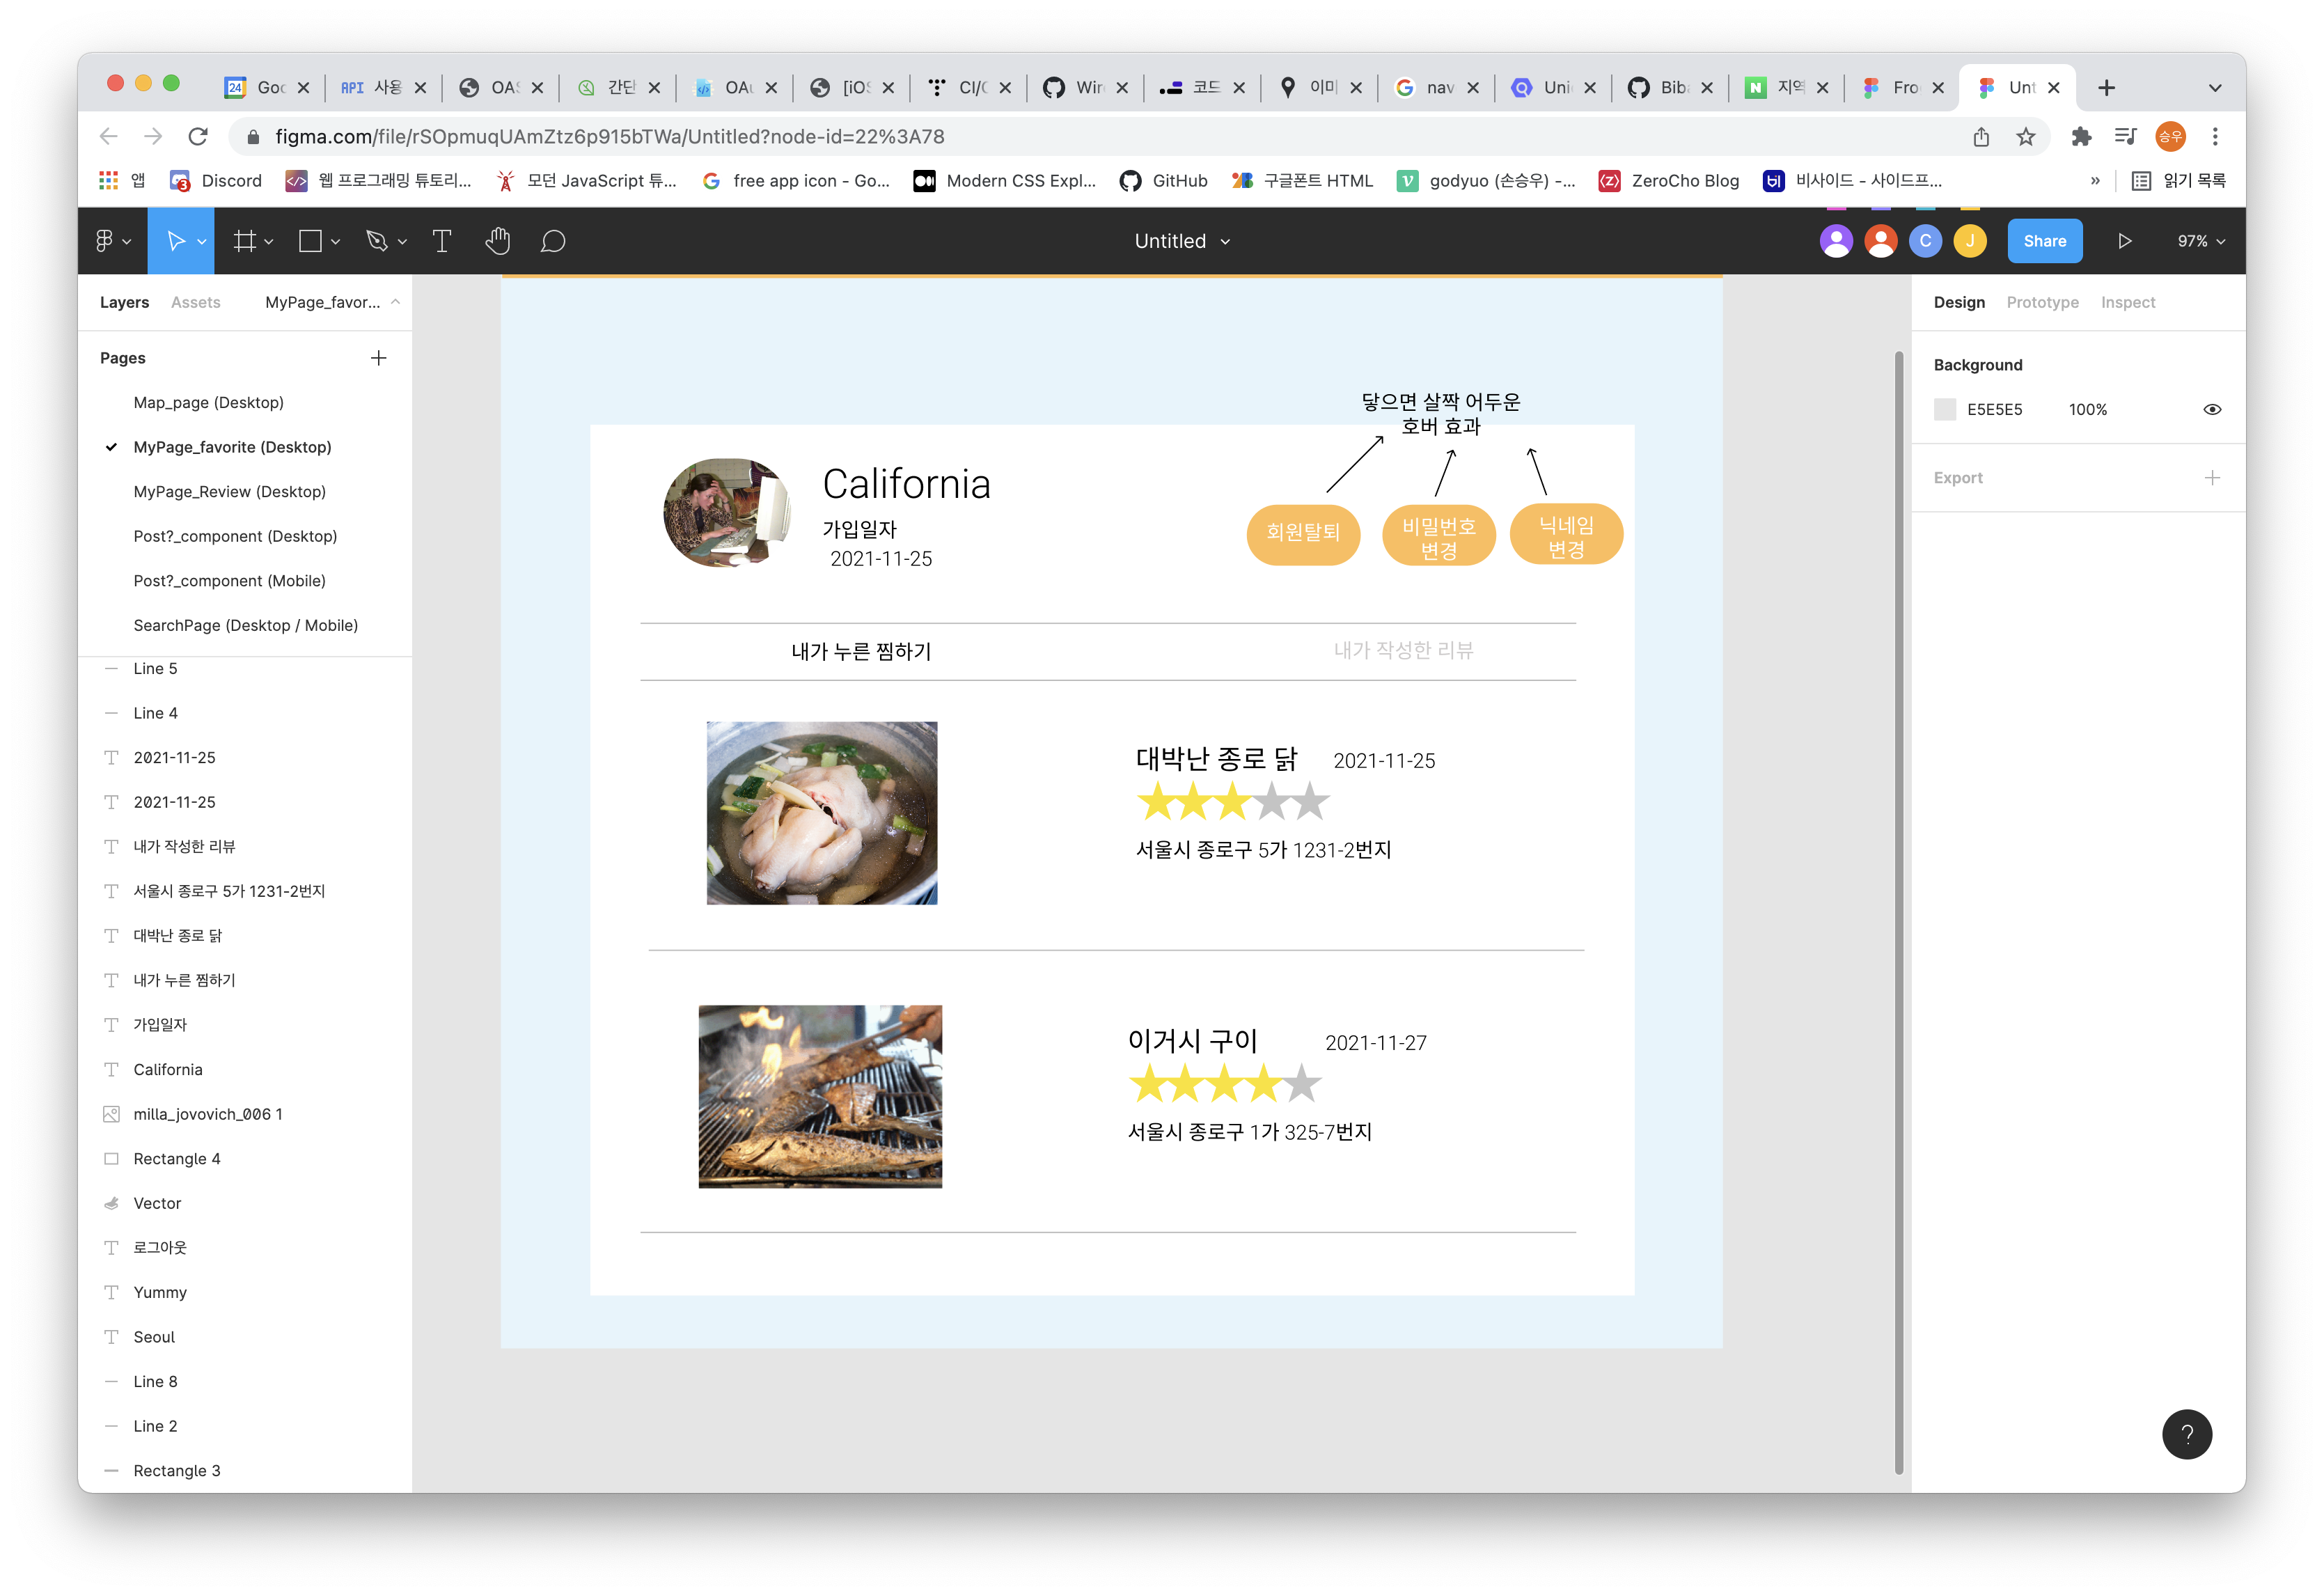 Goo
API 사용
OAS
간단
OAu
[iOS
CI/C
Wire
코드
이미
nav
Uni
Bib
지역
Fro
Unt
figma.com/file/rSOpmuqUAmZtz6p915bTWa/Untitled?node-id=22%3A78
승우
앱
Discord
웹 프로그래밍 튜토리...
모던 JavaScript 튜...
free app icon - Go...
Modern CSS Expl...
GitHub
구글폰트 HTML
godyuo (손승우) -...
ZeroCho Blog
비사이드 - 사이드프...
»
읽기 목록
Untitled
C
J
Share
97%
Layers
Assets
MyPage_favor...
Pages
Map_page (Desktop)
MyPage_favorite (Desktop)
MyPage_Review (Desktop)
Post?_component (Desktop)
Post?_component (Mobile)
SearchPage (Desktop / Mobile)
Line 5
Line 4
2021-11-25
2021-11-25
내가 작성한 리뷰
서울시 종로구 5가 1231-2번지
대박난 종로 닭
내가 누른 찜하기
가입일자
California
milla_jovovich_006 1
Rectangle 4
Vector
로그아웃
Yummy
Seoul
Line 8
Line 2
Rectangle 3
닿으면 살짝 어두운
호버 효과
California
가입일자
2021-11-25
회원탈퇴
비밀번호
변경
닉네임
변경
내가 누른 찜하기
내가 작성한 리뷰
대박난 종로 닭
2021-11-25
서울시 종로구 5가 1231-2번지
이거시 구이
2021-11-27
서울시 종로구 1가 325-7번지
Design
Prototype
Inspect
Background
E5E5E5
100%
Export
?